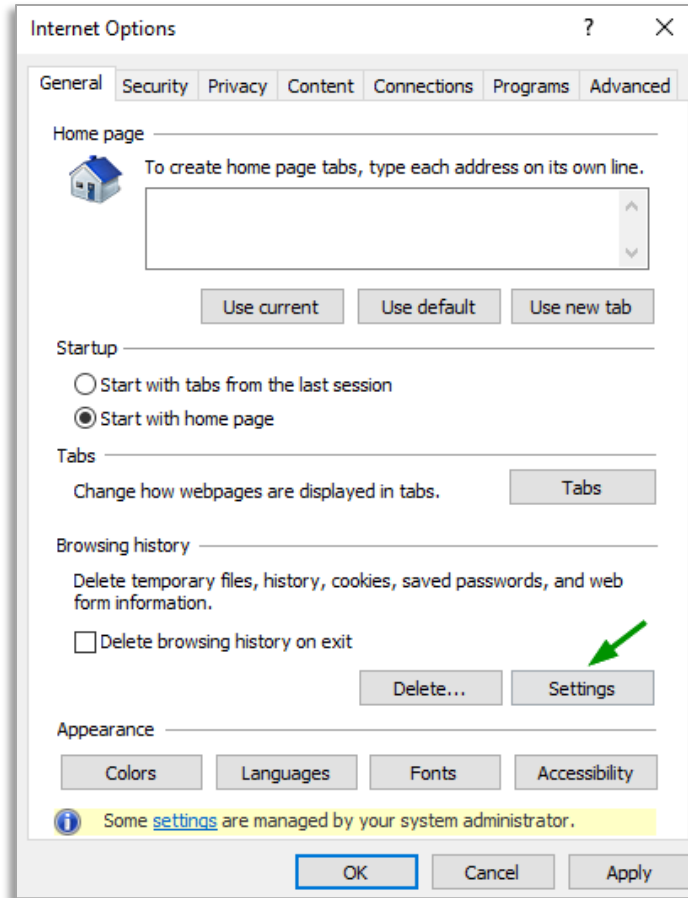 Internet Options ?
General Security Privacy Content Connections Programs Advanced
Home page
To create home page tabs, type each address on its own line.
Use current Use default Use new tab
Startup
Start with tabs from the last session
Start with home page
Tabs
Change how webpages are displayed in tabs. Tabs
Browsing history
Delete temporary files, history, cookies, saved passwords, and web
form information.
Delete browsing history on exit
Delete... Settings
Appearance
Colors Languages Fonts Accessibility
Some settings are managed by your system administrator.
OK Cancel Apply